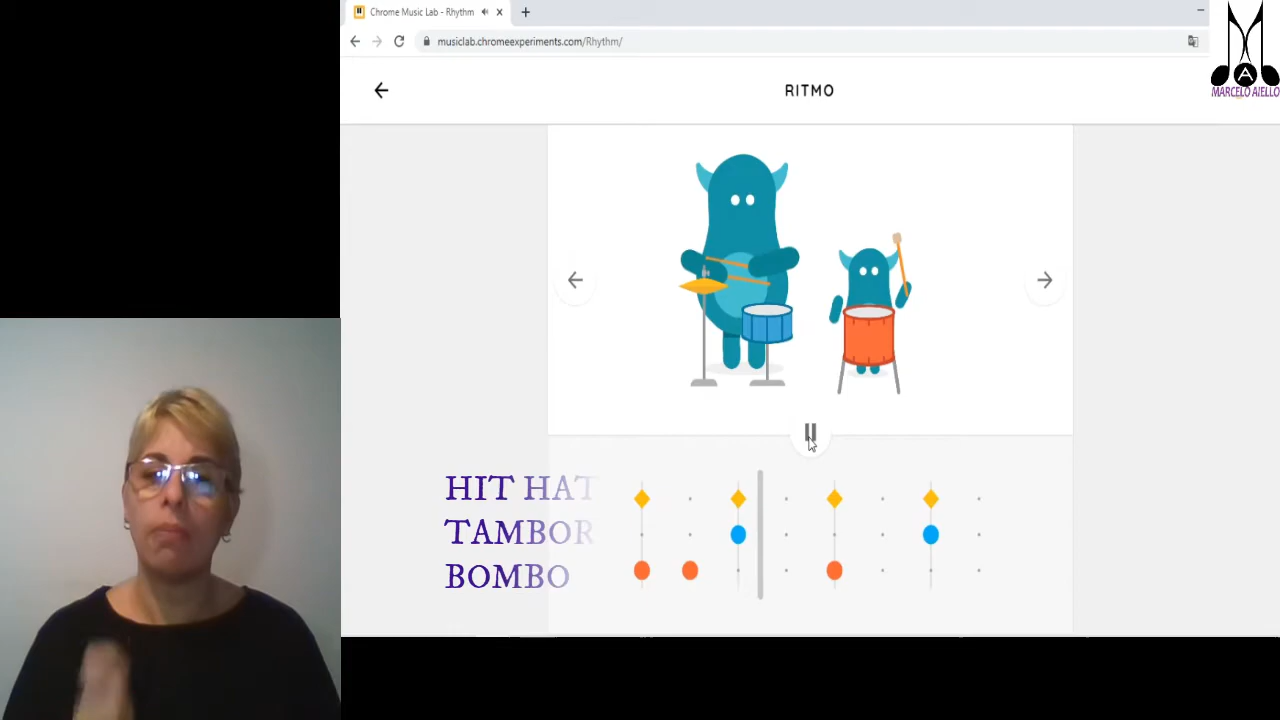 Chrome Music Lab - Rhythm
musiclab.chromeexperiments.com/Rhythm/
RITMO
A
MARCELO AIELLO
HIT HAT
TAMBOR
BOMBO